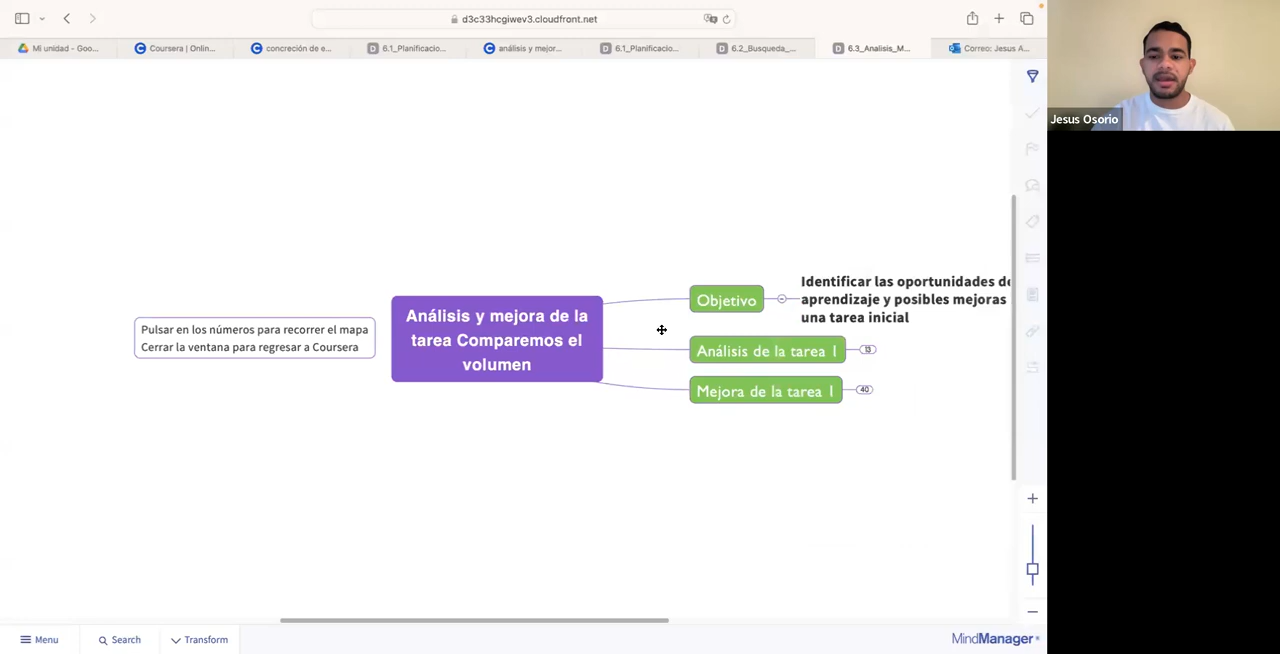 d3c33hcgiwev3.cloudfront.net
Mi unidad - Goo...
Coursera | Onlin...
concreción de e...
6.1_Planificacio...
análisis y mejor...
6.1_Planificacio...
6.2_Busqueda_...
6.3_Analisis_M...
Correo: Jesus A...
Jesus Osorio
Pulsar en los números para recorrer el mapa
Cerrar la ventana para regresar a Coursera
Análisis y mejora de la
tarea Comparemos el
volumen
Objetivo
Identificar las oportunidades de
aprendizaje y posibles mejoras
una tarea inicial
Análisis de la tarea 1
13
Mejora de la tarea 1
40
Menu
Search
Transform
MindManager